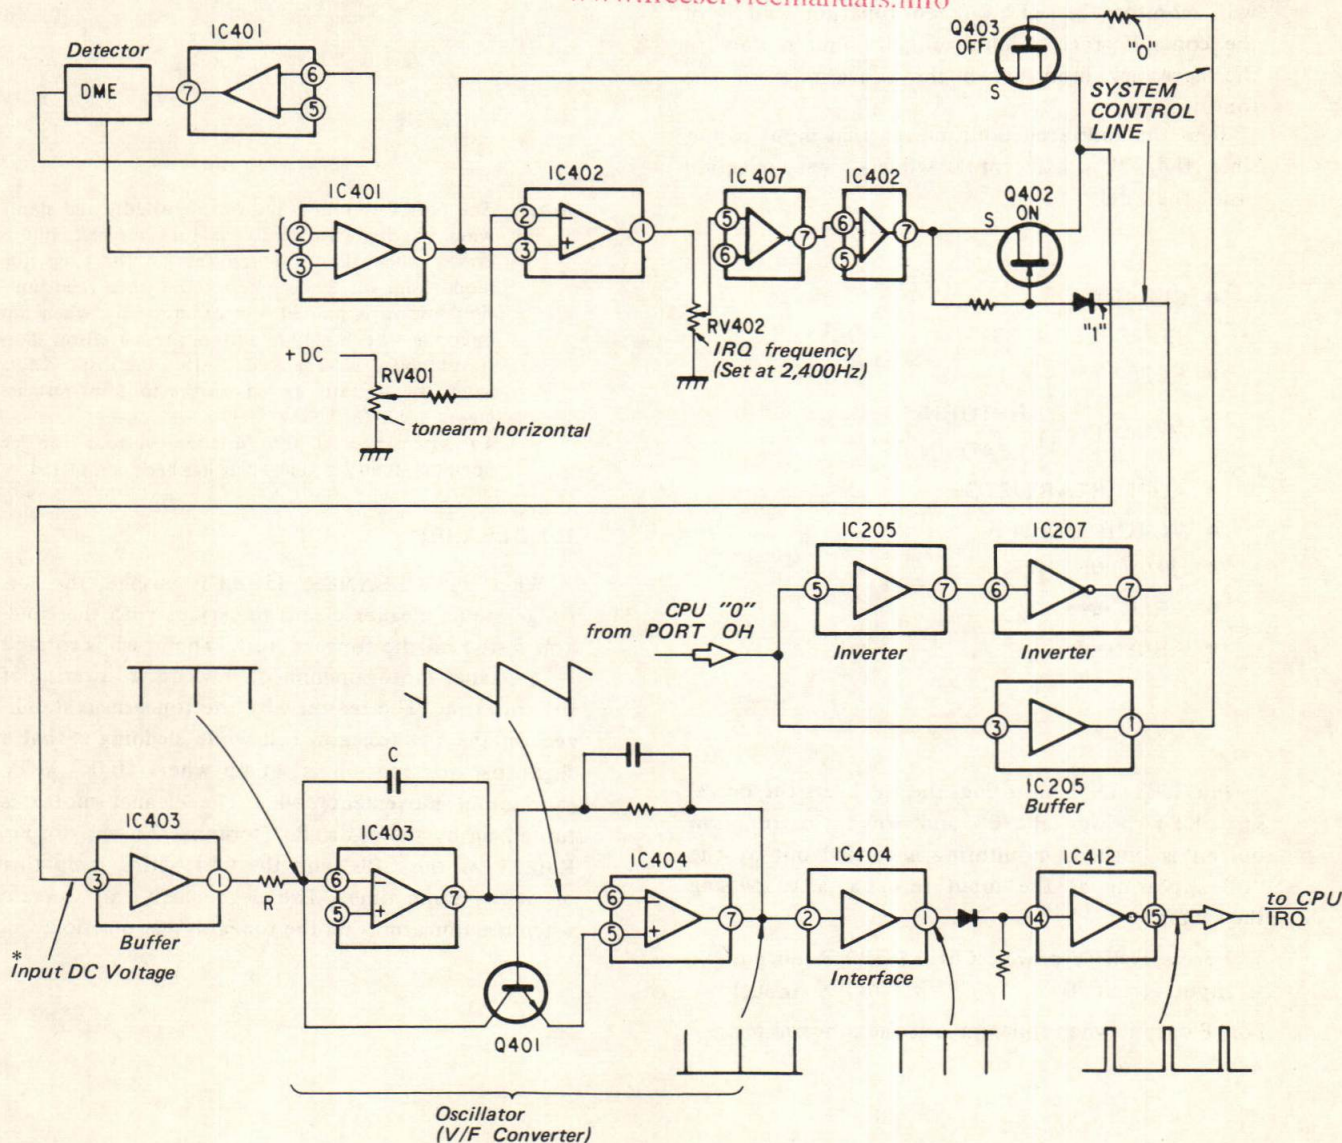 www.freeservicemanuals.info
Detector
DME
IC401
7
6
5
Q403
OFF
S
"0"
SYSTEM
CONTROL
LINE
IC401
2
3
1
IC402
2
3
−
+
1
IC407
5
6
7
IC402
6
5
7
Q402
ON
S
"1"
RV402
IRQ frequency
(Set at 2,400Hz)
+DC
RV401
tonearm horizontal
CPU "0"
from PORT OH
IC205
5
7
Inverter
IC207
6
7
Inverter
3
1
IC205
Buffer
IC403
3
1
Buffer
*
Input DC Voltage
R
C
IC403
6
5
−
+
7
Q401
IC404
6
5
−
+
7
IC404
2
1
Interface
IC412
14
15
to CPU
IRQ
Oscillator
(V/F Converter)